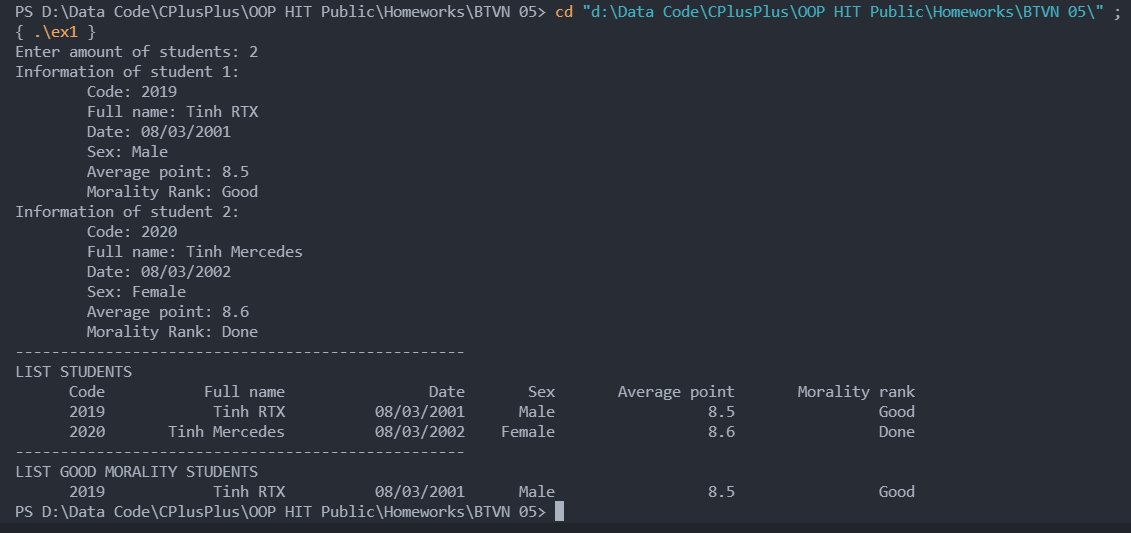 PS D:\Data Code\CPlusPlus\OOP HIT Public\Homeworks\BTVN 05> cd "d:\Data Code\CPlusPlus\OOP HIT Public\Homeworks\BTVN 05\" ;
{ .\ex1 }
Enter amount of students: 2
Information of student 1:
        Code: 2019
        Full name: Tinh RTX
        Date: 08/03/2001
        Sex: Male
        Average point: 8.5
        Morality Rank: Good
Information of student 2:
        Code: 2020
        Full name: Tinh Mercedes
        Date: 08/03/2002
        Sex: Female
        Average point: 8.6
        Morality Rank: Done
--------------------------------------------------
LIST STUDENTS
      Code           Full name                Date       Sex       Average point       Morality rank
      2019            Tinh RTX          08/03/2001      Male                 8.5                Good
      2020       Tinh Mercedes          08/03/2002    Female                 8.6                Done
--------------------------------------------------
LIST GOOD MORALITY STUDENTS
      2019            Tinh RTX          08/03/2001      Male                 8.5                Good
PS D:\Data Code\CPlusPlus\OOP HIT Public\Homeworks\BTVN 05>